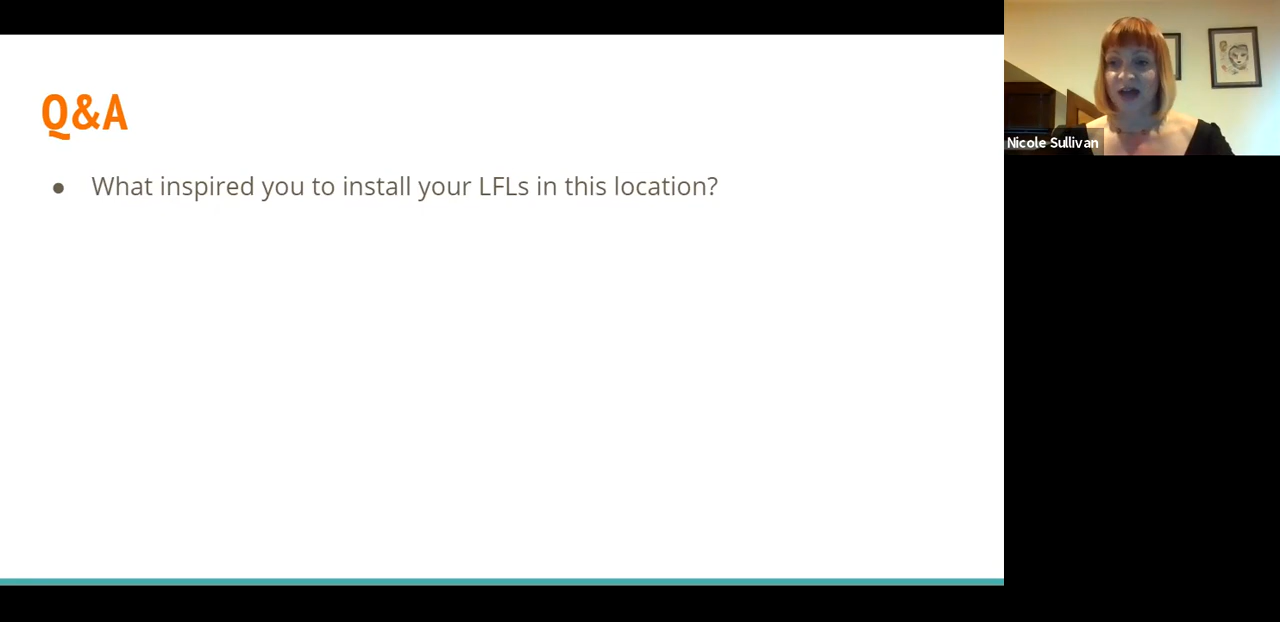 Q&A
● What inspired you to install your LFLs in this location?
Nicole Sullivan